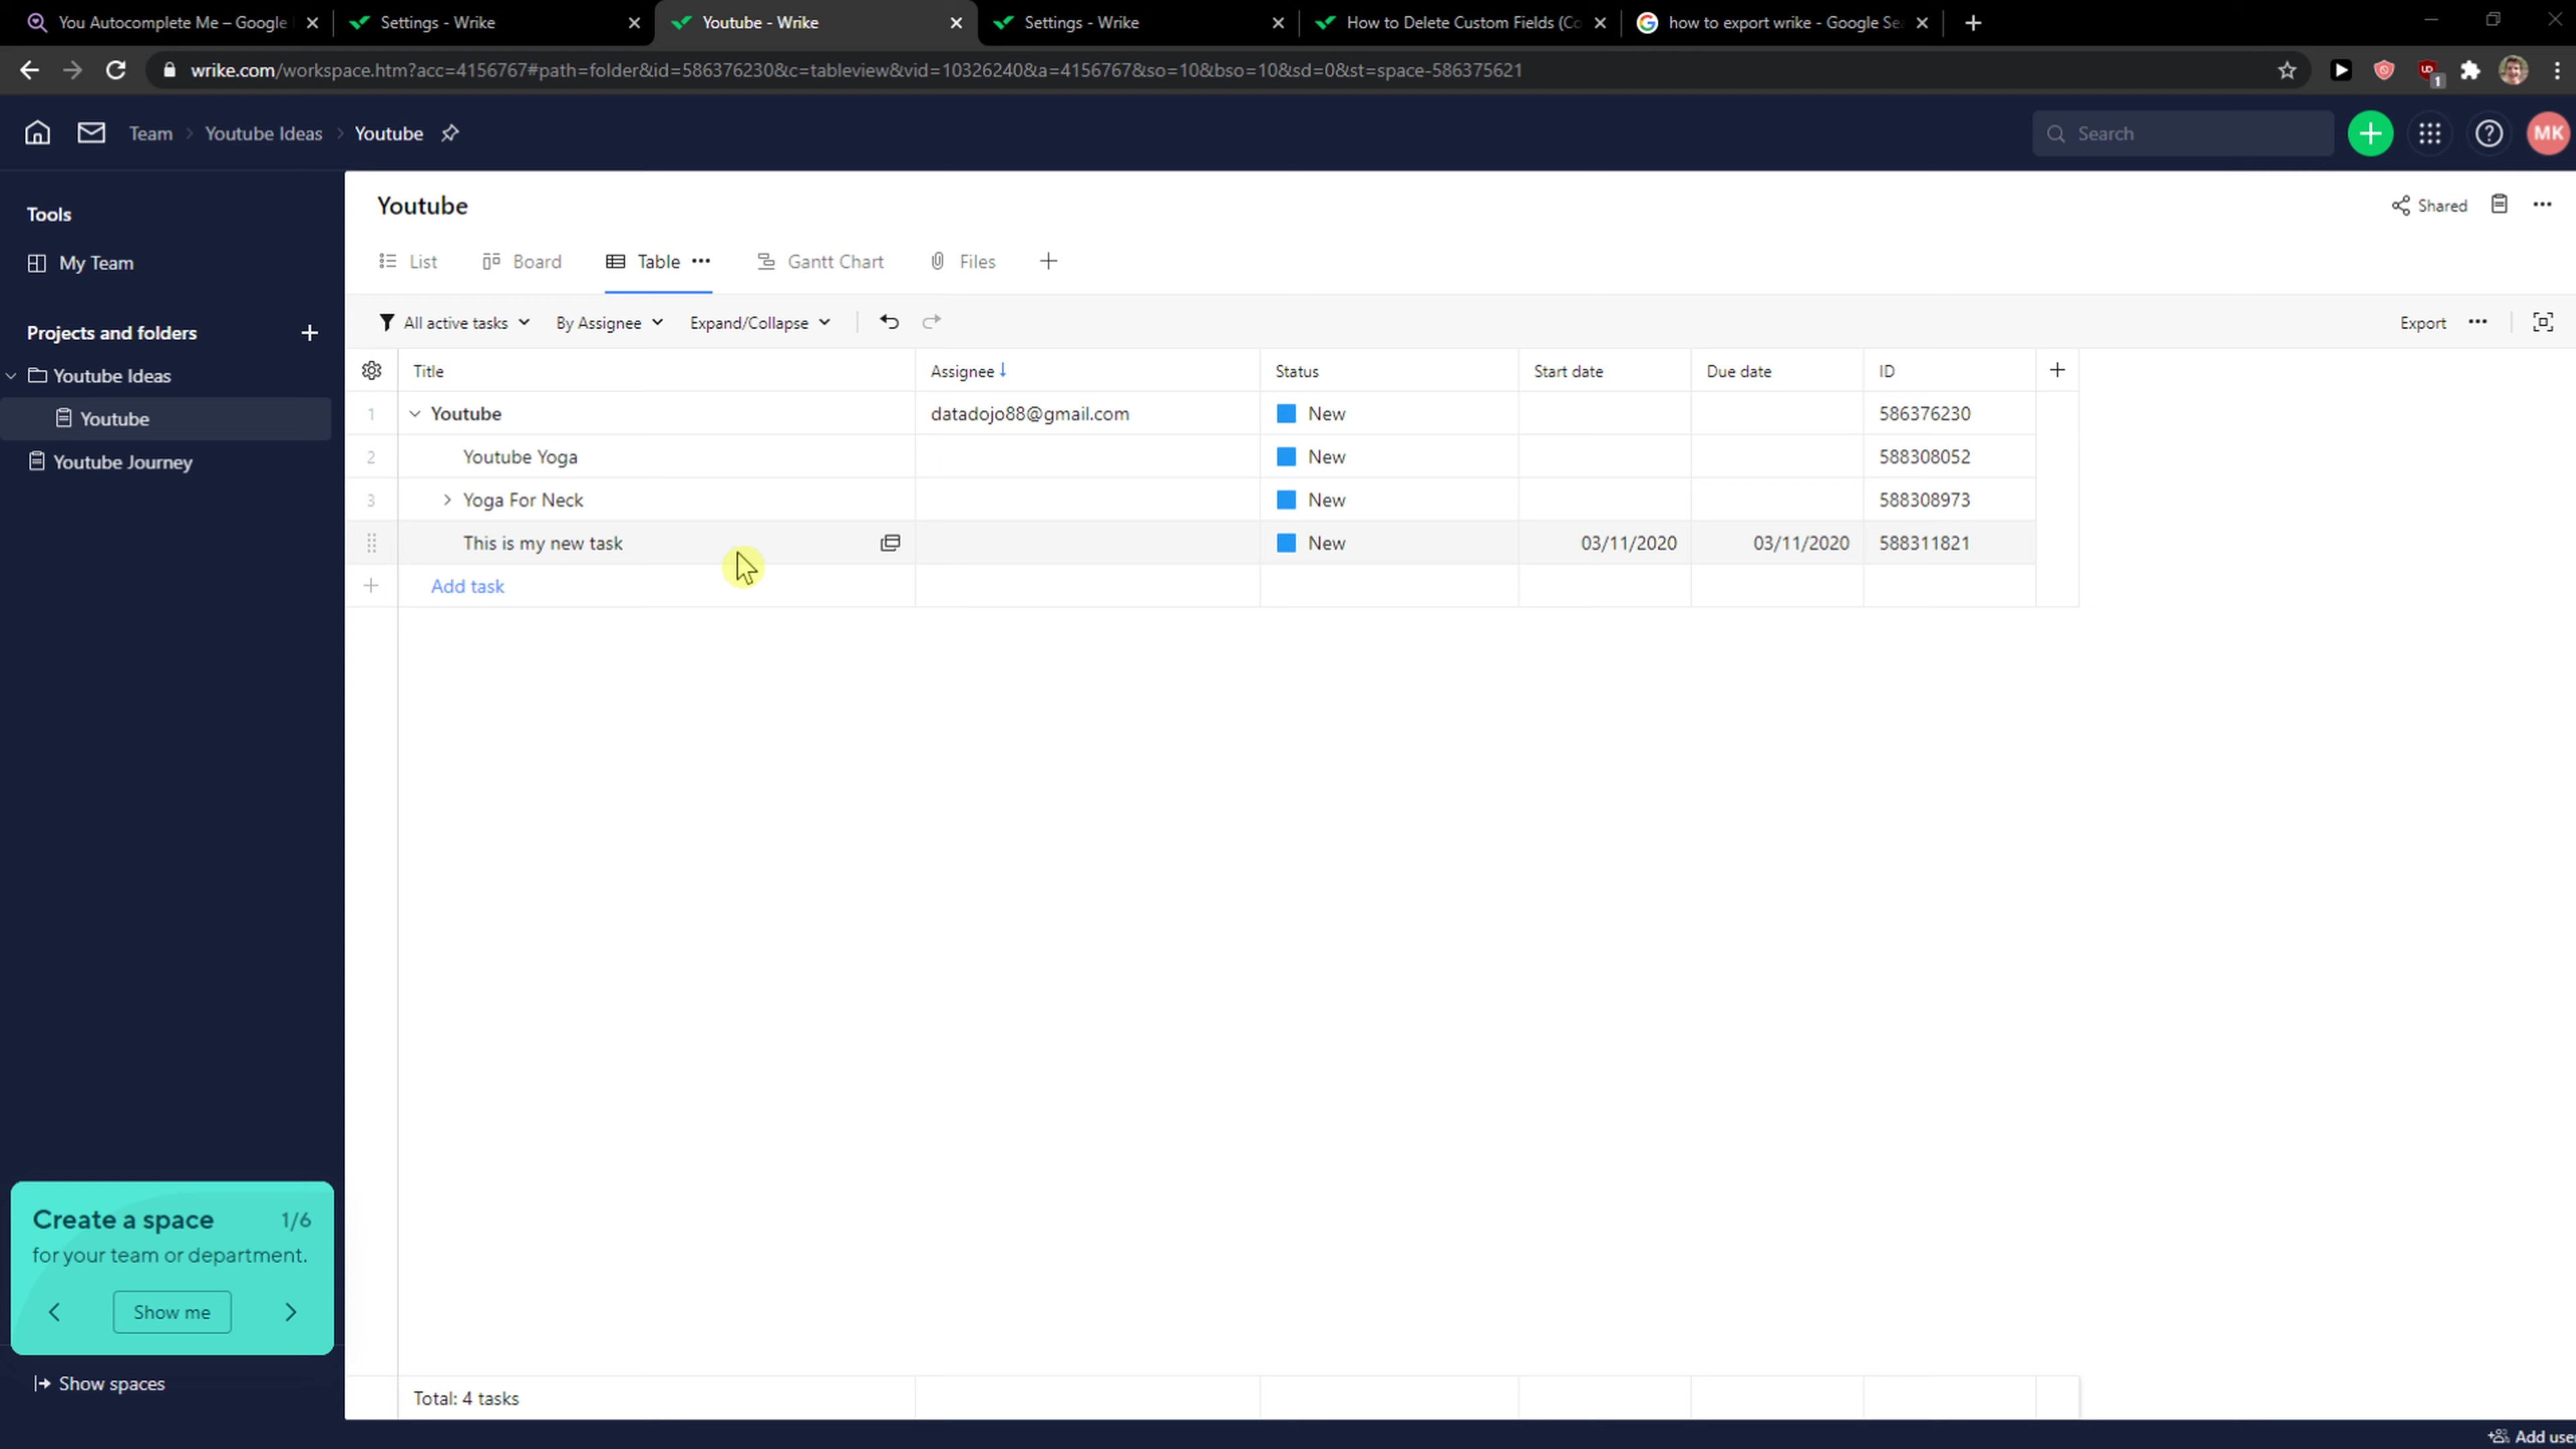 You Autocomplete Me – Google
Settings - Wrike
Youtube - Wrike
Settings - Wrike
How to Delete Custom Fields (Co
how to export wrike - Google Se
wrike.com/workspace.htm?acc=4156767#path=folder&id=586376230&c=tableview&vid=10326240&a=4156767&so=10&bso=10&sd=0&st=space-586375621
UD
1
Team
Youtube Ideas
Youtube
Search
MK
Tools
My Team
Projects and folders
Youtube Ideas
Youtube
Youtube Journey
Youtube
Shared
List
Board
Table
Gantt Chart
Files
All active tasks
By Assignee
Expand/Collapse
Export
Title Assignee Status Start date Due date ID
1 Youtube datadojo88@gmail.com New 586376230
2 Youtube Yoga New 588308052
3 Yoga For Neck New 588308973
This is my new task New 03/11/2020 03/11/2020 588311821
Add task
Create a space 1/6
for your team or department.
Show me
Show spaces
Total: 4 tasks
Add use